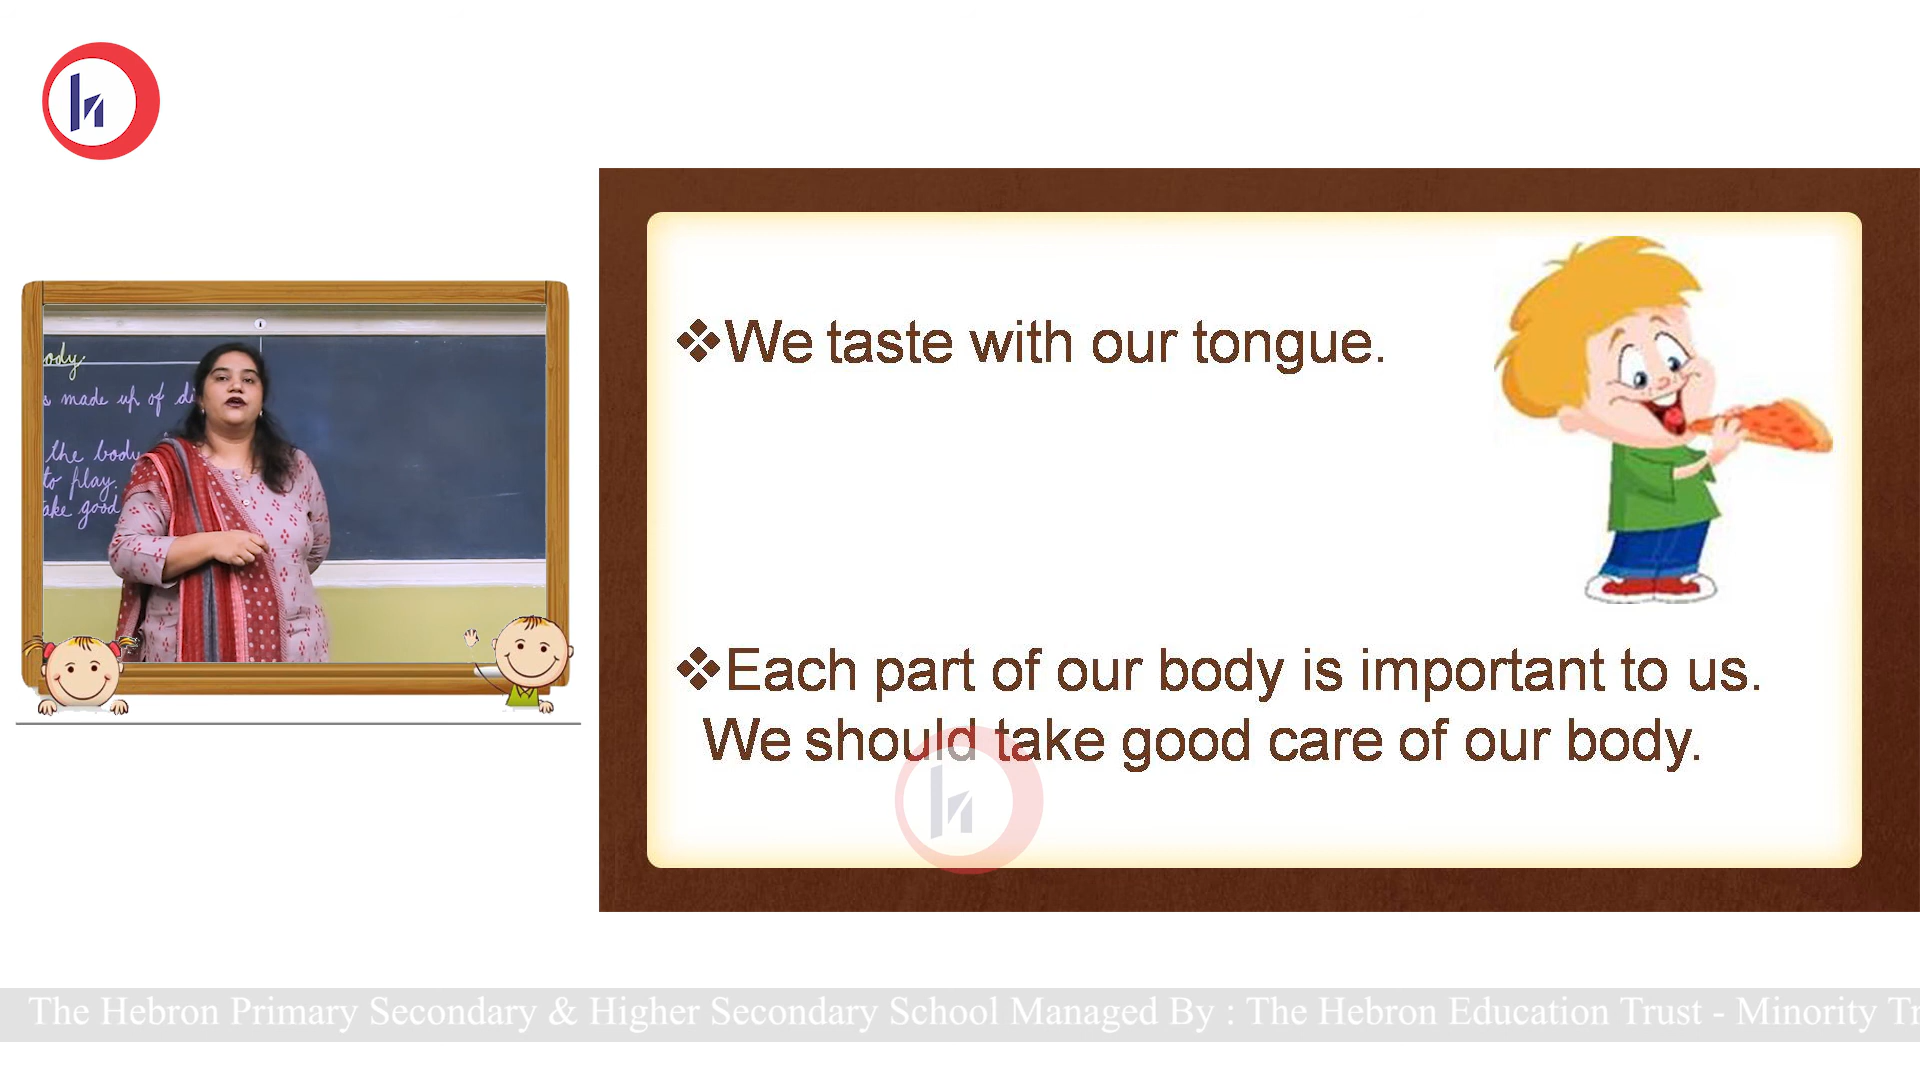 ody
s made up of di
the body
to play.
ake good
❖We taste with our tongue.
❖Each part of our body is important to us.
We should take good care of our body.
The Hebron Primary Secondary & Higher Secondary School Managed By : The Hebron Education Trust - Minority Tr